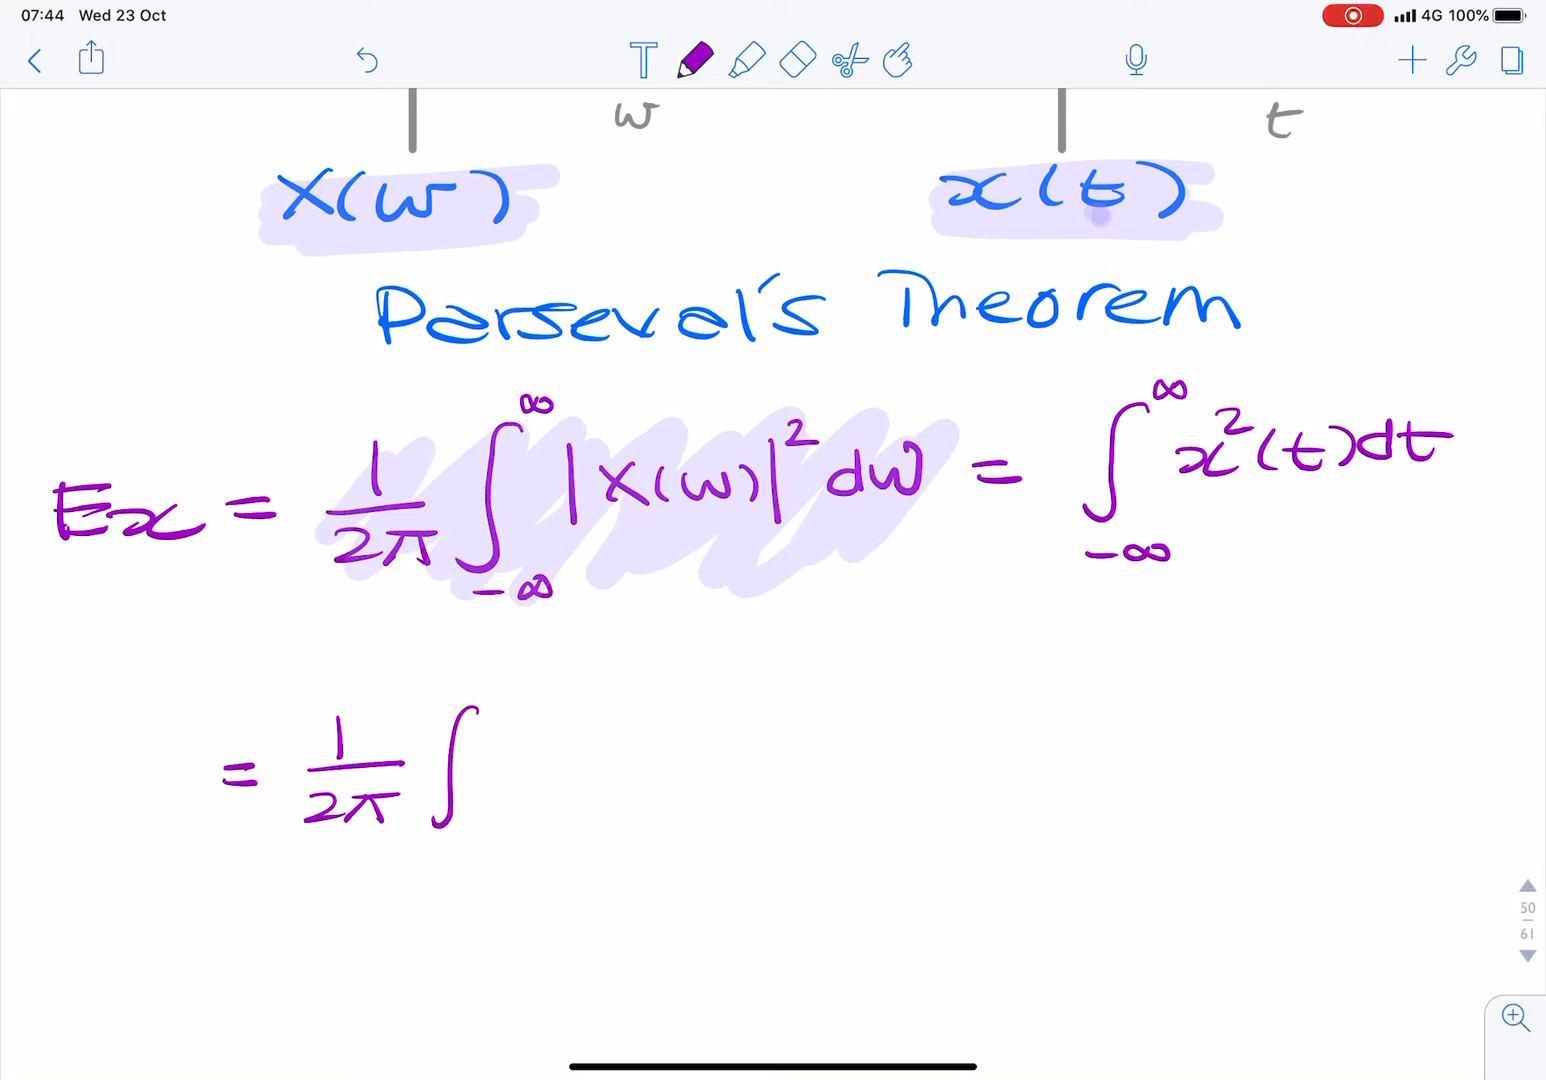 07:44 Wed 23 Oct 4G 100%
T
w t
X(w) x(t)
Parseval's Theorem
Ex = 1/2π ∫_{-∞}^{∞} |X(w)|² dw = ∫_{-∞}^{∞} x²(t)dt
= 1/2π ∫
50
61